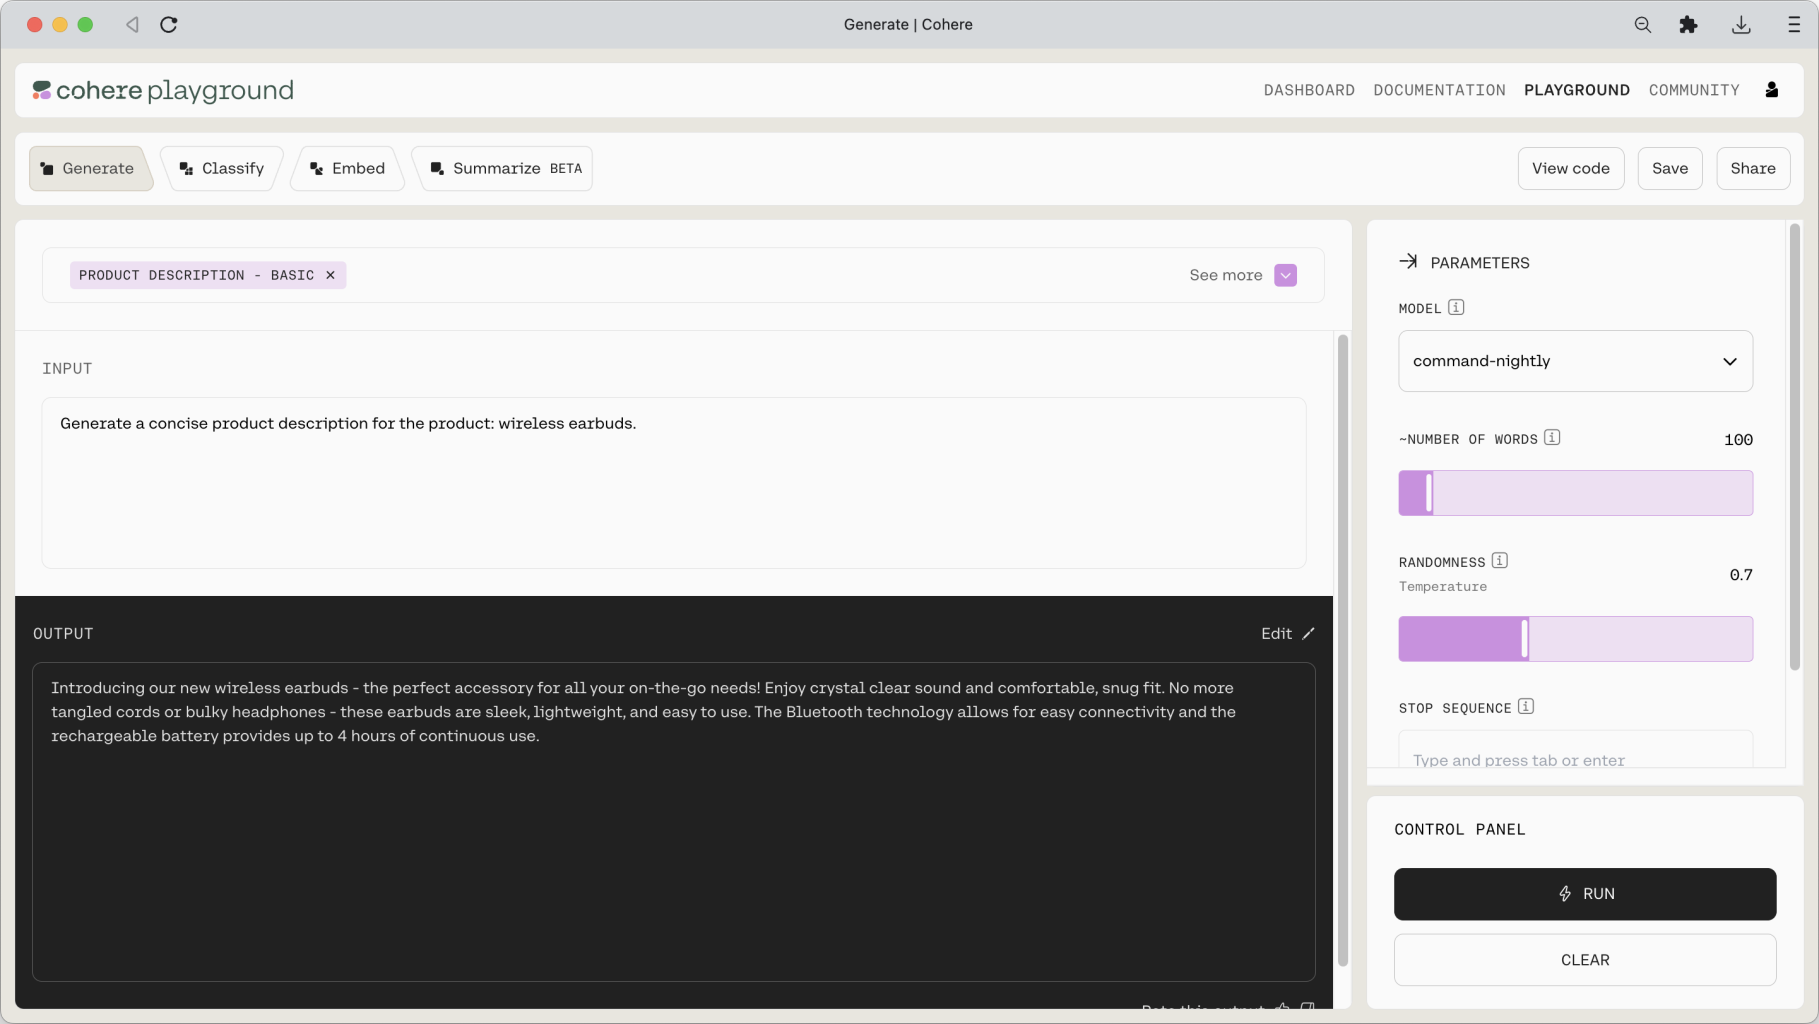 Generate | Cohere
cohere playground
DASHBOARD DOCUMENTATION PLAYGROUND COMMUNITY
Generate Classify Embed Summarize BETA
View code Save Share
PRODUCT DESCRIPTION - BASIC ×
See more
INPUT
Generate a concise product description for the product: wireless earbuds.
OUTPUT
Edit
Introducing our new wireless earbuds - the perfect accessory for all your on-the-go needs! Enjoy crystal clear sound and comfortable, snug fit. No more
tangled cords or bulky headphones - these earbuds are sleek, lightweight, and easy to use. The Bluetooth technology allows for easy connectivity and the
rechargeable battery provides up to 4 hours of continuous use.
Rate this output
PARAMETERS
MODEL
command-nightly
~NUMBER OF WORDS 100
RANDOMNESS
Temperature
0.7
STOP SEQUENCE
Type and press tab or enter
CONTROL PANEL
RUN
CLEAR